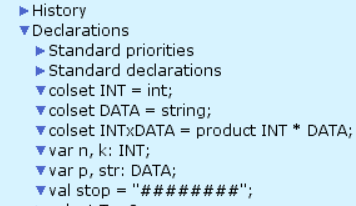 History
Declarations
Standard priorities
Standard declarations
colset INT = int;
colset DATA = string;
colset INTxDATA = product INT * DATA;
var n, k: INT;
var p, str: DATA;
val stop = "########";